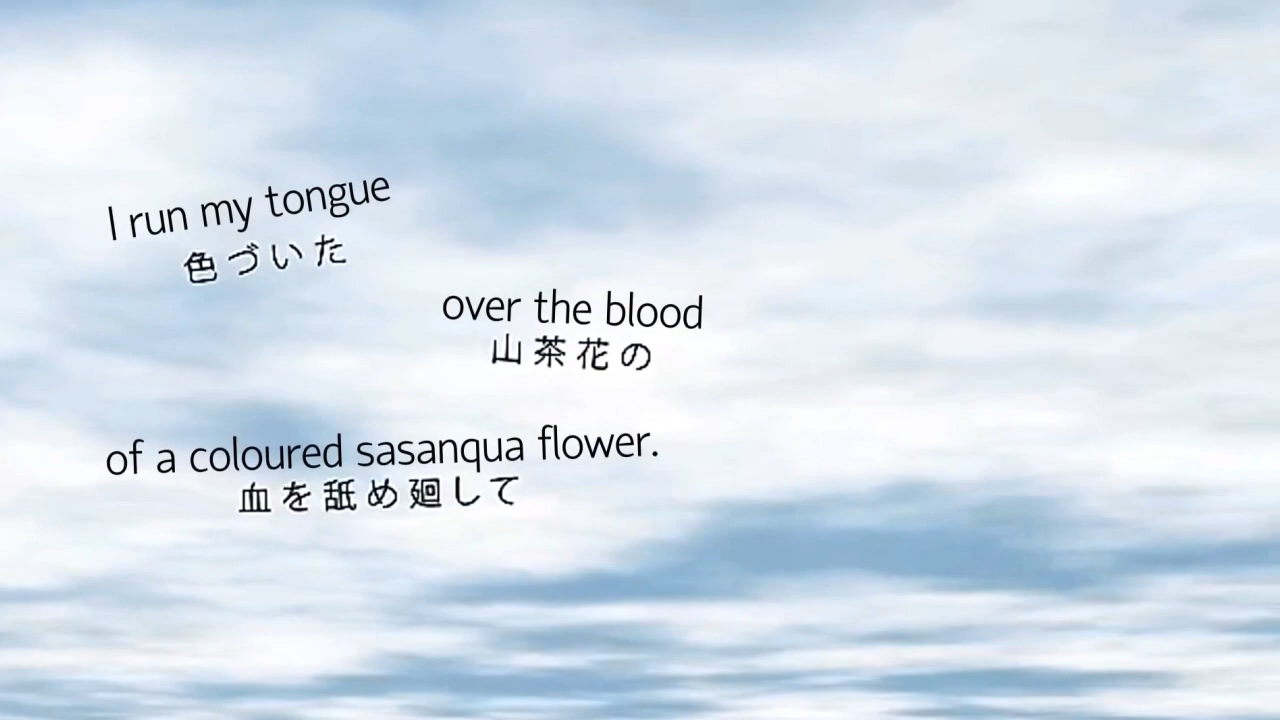 I run my tongue
色づいた
over the blood
山茶花の
of a coloured sasanqua flower.
血を舐め廻して